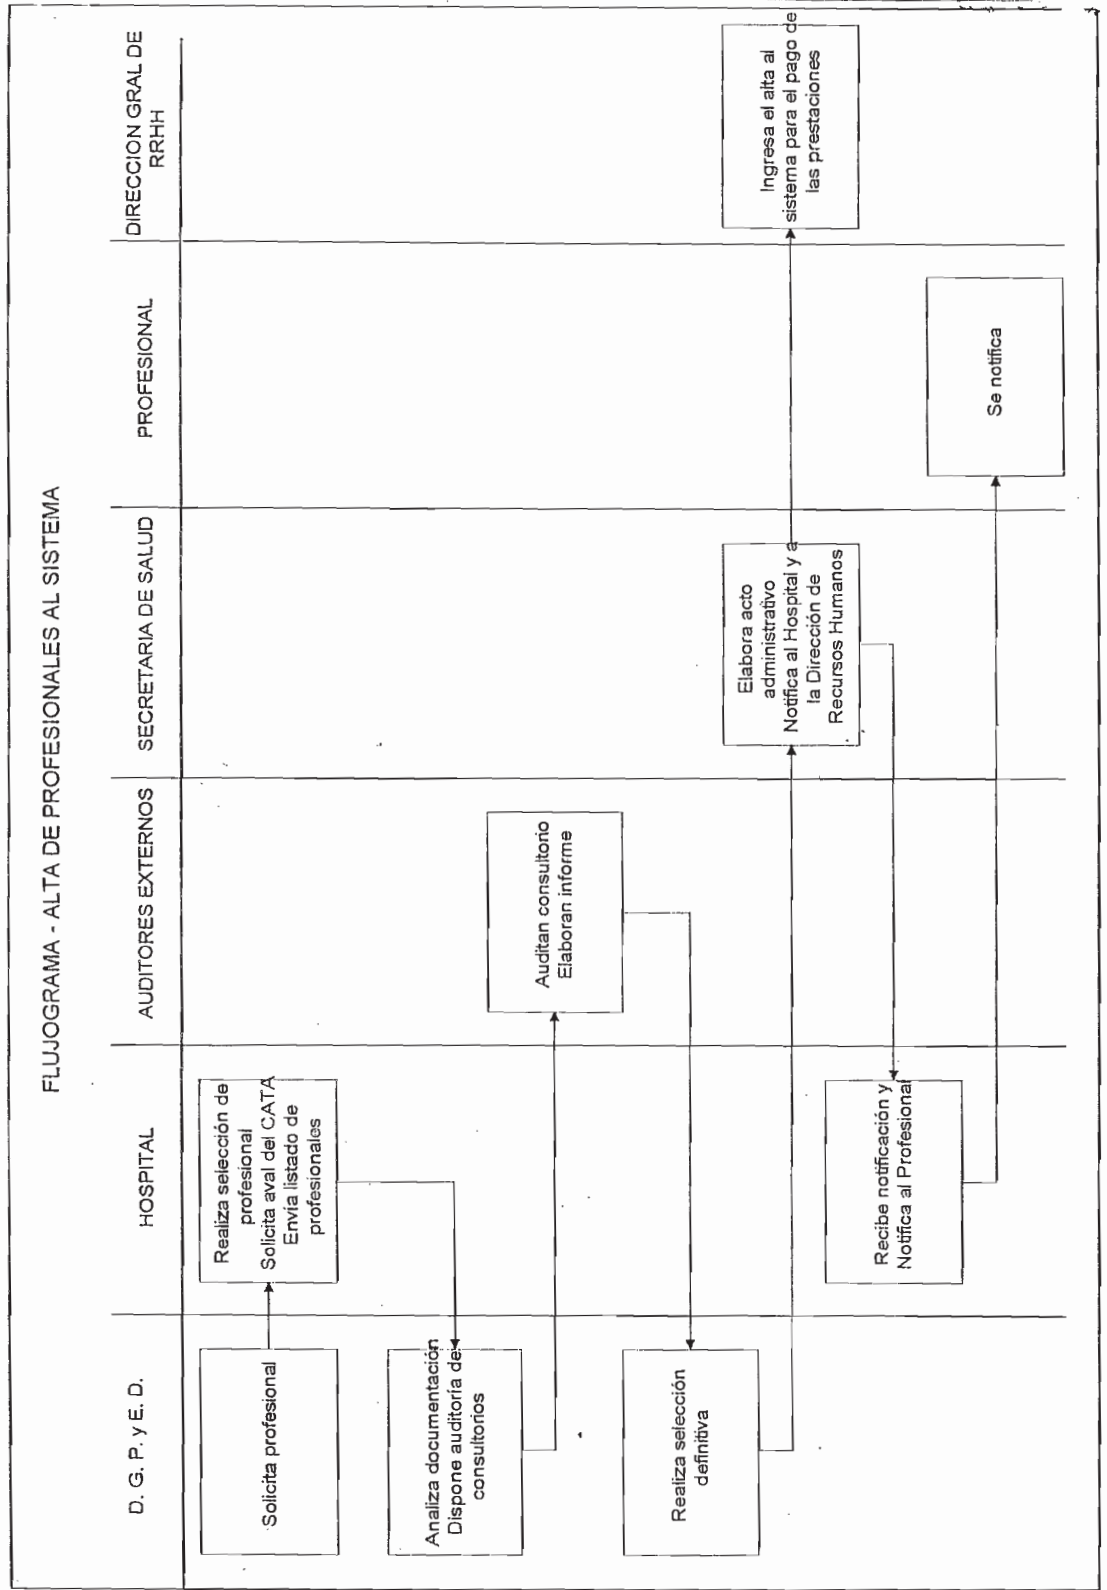 FLUJOGRAMA - ALTA DE PROFESIONALES AL SISTEMA
D. G. P. y E. D.
HOSPITAL
AUDITORES EXTERNOS
SECRETARIA DE SALUD
PROFESIONAL
DIRECCION GRAL DE
RRHH
Solicita profesional
Realiza selección de
profesional
Solicita aval del CATA
Envía listado de
profesionales
Analiza documentación
Dispone auditoría de
consultorios
Auditan consultorio
Elaboran informe
Realiza selección
definitiva
Elabora acto
administrativo
Notifica al Hospital y a
la Dirección de
Recursos Humanos
Ingresa el alta al
sistema para el pago de
las prestaciones
Recibe notificación y
Notifica al Profesional
Se notifica